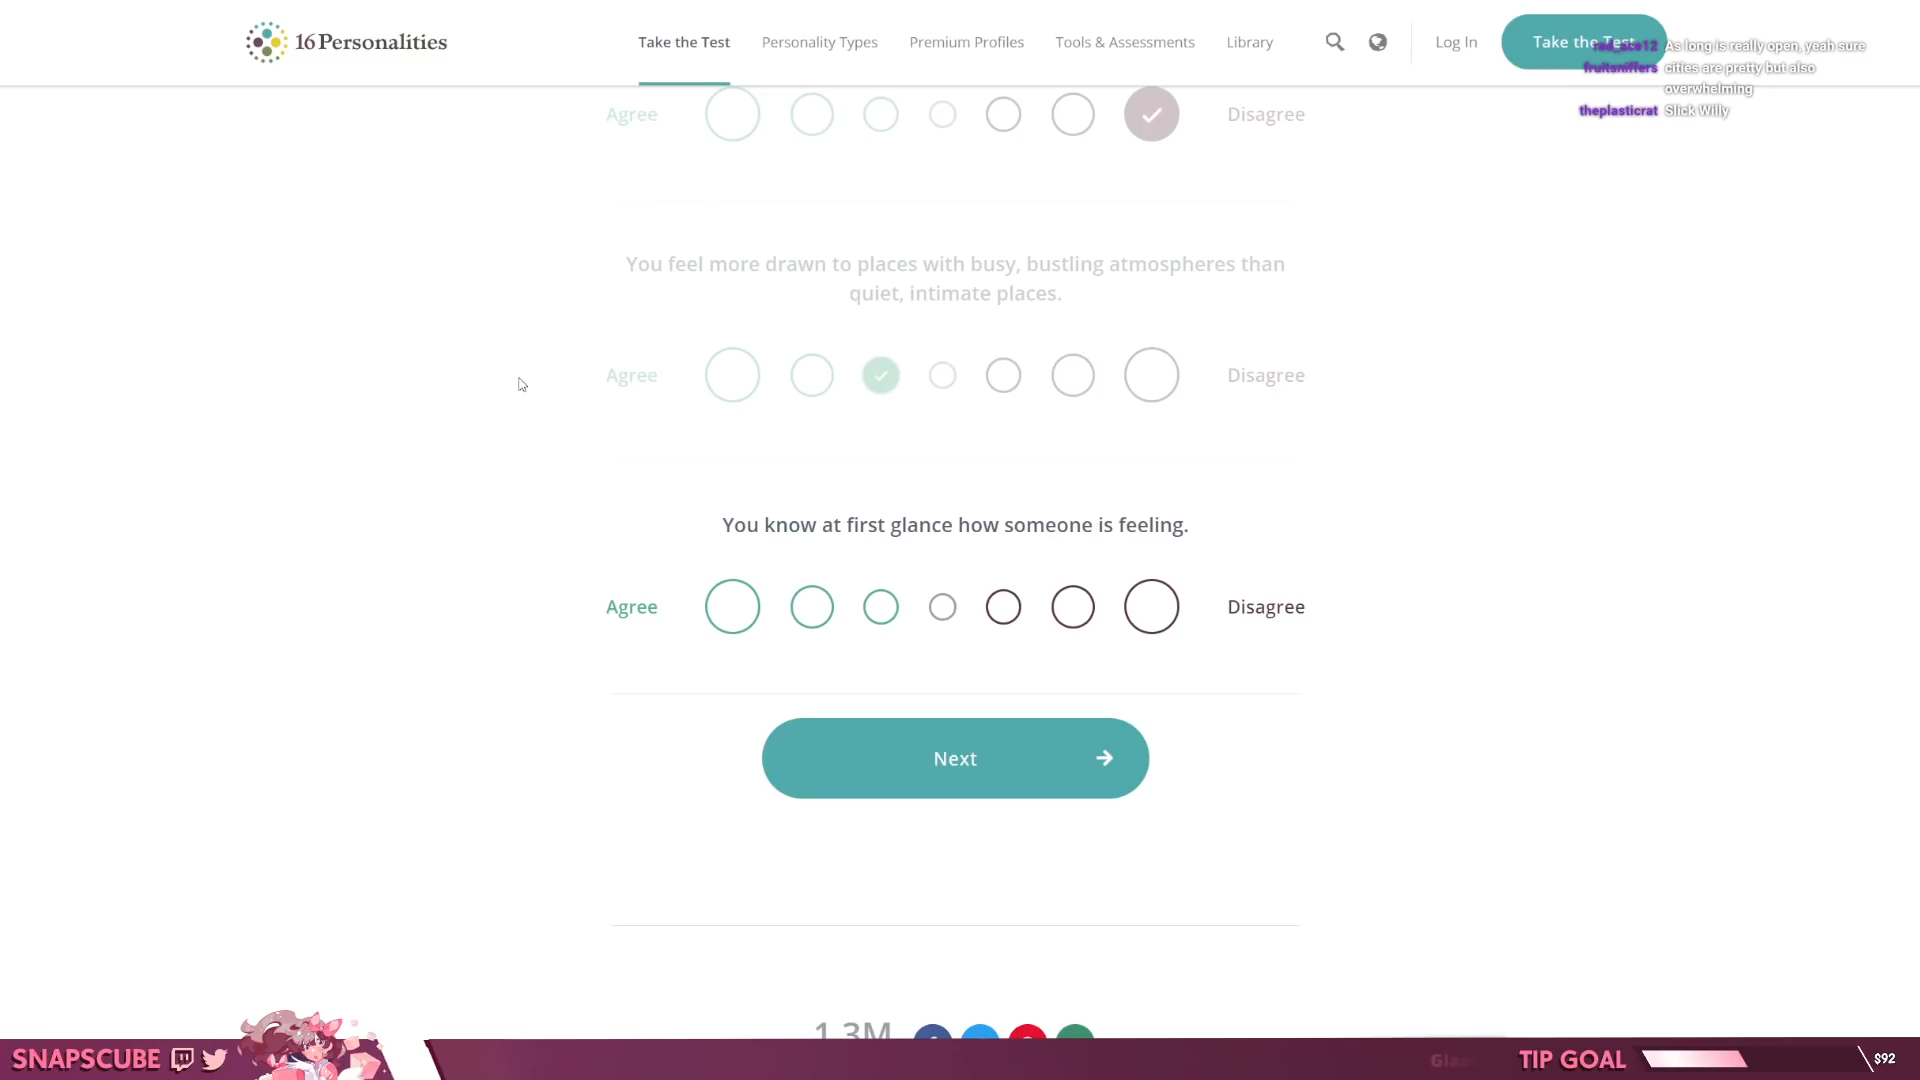 16Personalities
Take the Test
Personality Types
Premium Profiles
Tools & Assessments
Library
Log In
Take the Test
As long is really open, yeah sure
fruitsniffers cities are pretty but also
overwhelming
theplasticrat Slick Willy
Agree
Disagree
You feel more drawn to places with busy, bustling atmospheres than
quiet, intimate places.
Agree
Disagree
You know at first glance how someone is feeling.
Agree
Disagree
Next
1.3M
SNAPSCUBE
TIP GOAL
$92